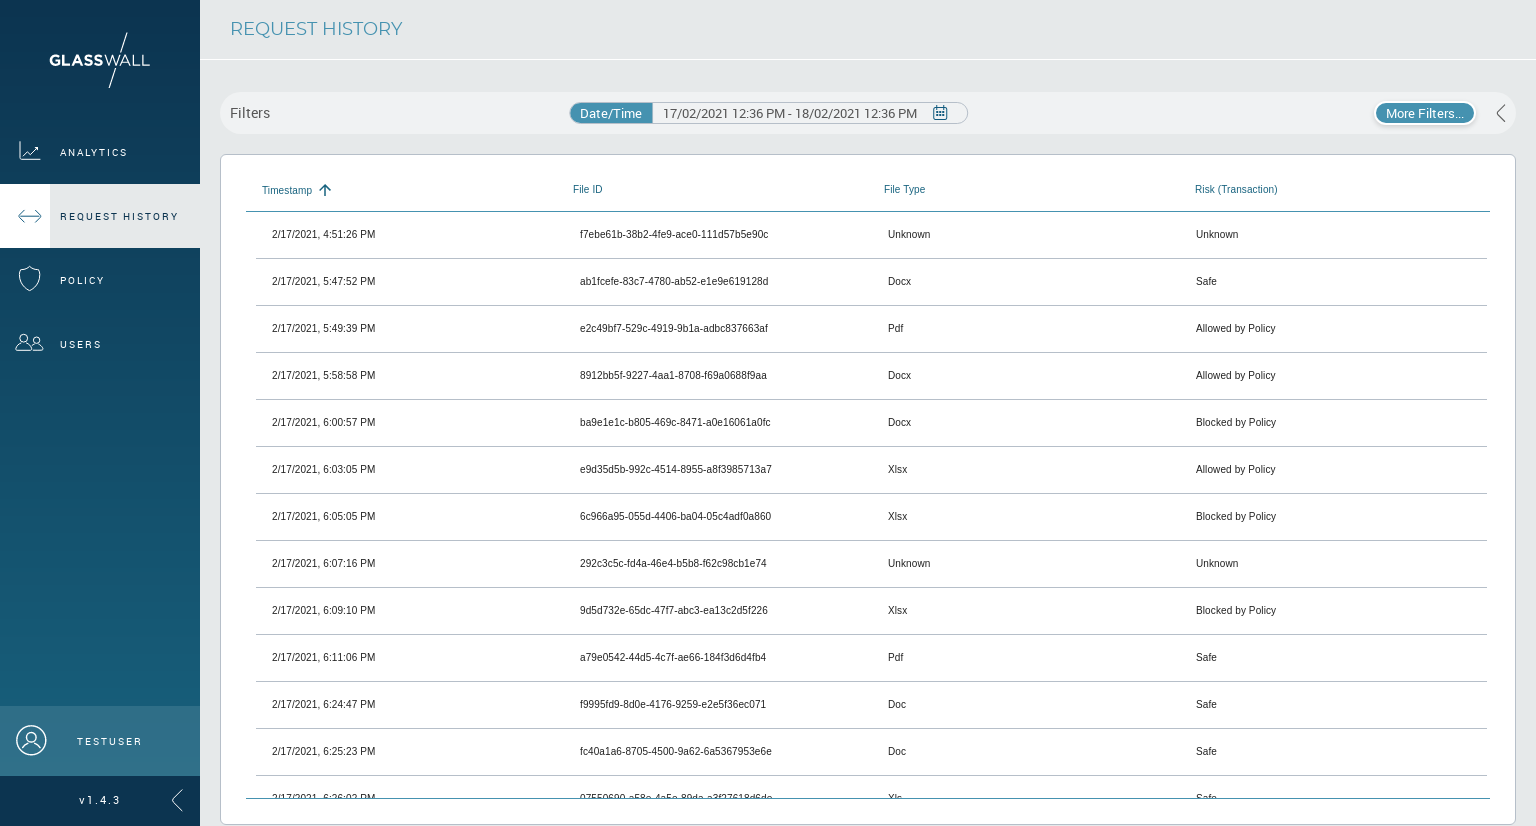 REQUEST HISTORY
GLASSWALL
Filters Date/Time 17/02/2021 12:36 PM - 18/02/2021 12:36 PM More Filters...
ANALYTICS
REQUEST HISTORY
POLICY
USERS
TESTUSER
v1.4.3
Timestamp File ID File Type Risk (Transaction)
2/17/2021, 4:51:26 PM f7ebe61b-38b2-4fe9-ace0-111d57b5e90c Unknown Unknown
2/17/2021, 5:47:52 PM ab1fcefe-83c7-4780-ab52-e1e9e619128d Docx Safe
2/17/2021, 5:49:39 PM e2c49bf7-529c-4919-9b1a-adbc837663af Pdf Allowed by Policy
2/17/2021, 5:58:58 PM 8912bb5f-9227-4aa1-8708-f69a0688f9aa Docx Allowed by Policy
2/17/2021, 6:00:57 PM ba9e1e1c-b805-469c-8471-a0e16061a0fc Docx Blocked by Policy
2/17/2021, 6:03:05 PM e9d35d5b-992c-4514-8955-a8f3985713a7 Xlsx Allowed by Policy
2/17/2021, 6:05:05 PM 6c966a95-055d-4406-ba04-05c4adf0a860 Xlsx Blocked by Policy
2/17/2021, 6:07:16 PM 292c3c5c-fd4a-46e4-b5b8-f62c98cb1e74 Unknown Unknown
2/17/2021, 6:09:10 PM 9d5d732e-65dc-47f7-abc3-ea13c2d5f226 Xlsx Blocked by Policy
2/17/2021, 6:11:06 PM a79e0542-44d5-4c7f-ae66-184f3d6d4fb4 Pdf Safe
2/17/2021, 6:24:47 PM f9995fd9-8d0e-4176-9259-e2e5f36ec071 Doc Safe
2/17/2021, 6:25:23 PM fc40a1a6-8705-4500-9a62-6a5367953e6e Doc Safe
2/17/2021, 6:26:02 PM Xls Safe